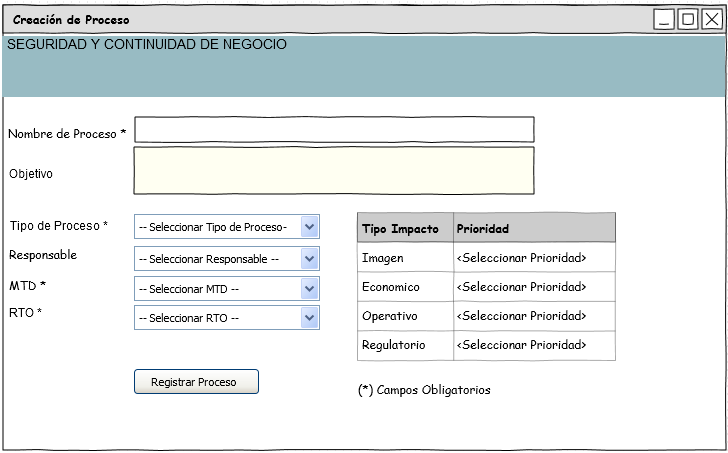 Creación de Proceso
SEGURIDAD Y CONTINUIDAD DE NEGOCIO
Nombre de Proceso *
Objetivo
Tipo de Proceso *
-- Seleccionar Tipo de Proceso-
Responsable
-- Seleccionar Responsable --
MTD *
-- Seleccionar MTD --
RTO *
-- Seleccionar RTO --
Tipo Impacto Prioridad
Imagen <Seleccionar Prioridad>
Economico <Seleccionar Prioridad>
Operativo <Seleccionar Prioridad>
Regulatorio <Seleccionar Prioridad>
Registrar Proceso
(*) Campos Obligatorios